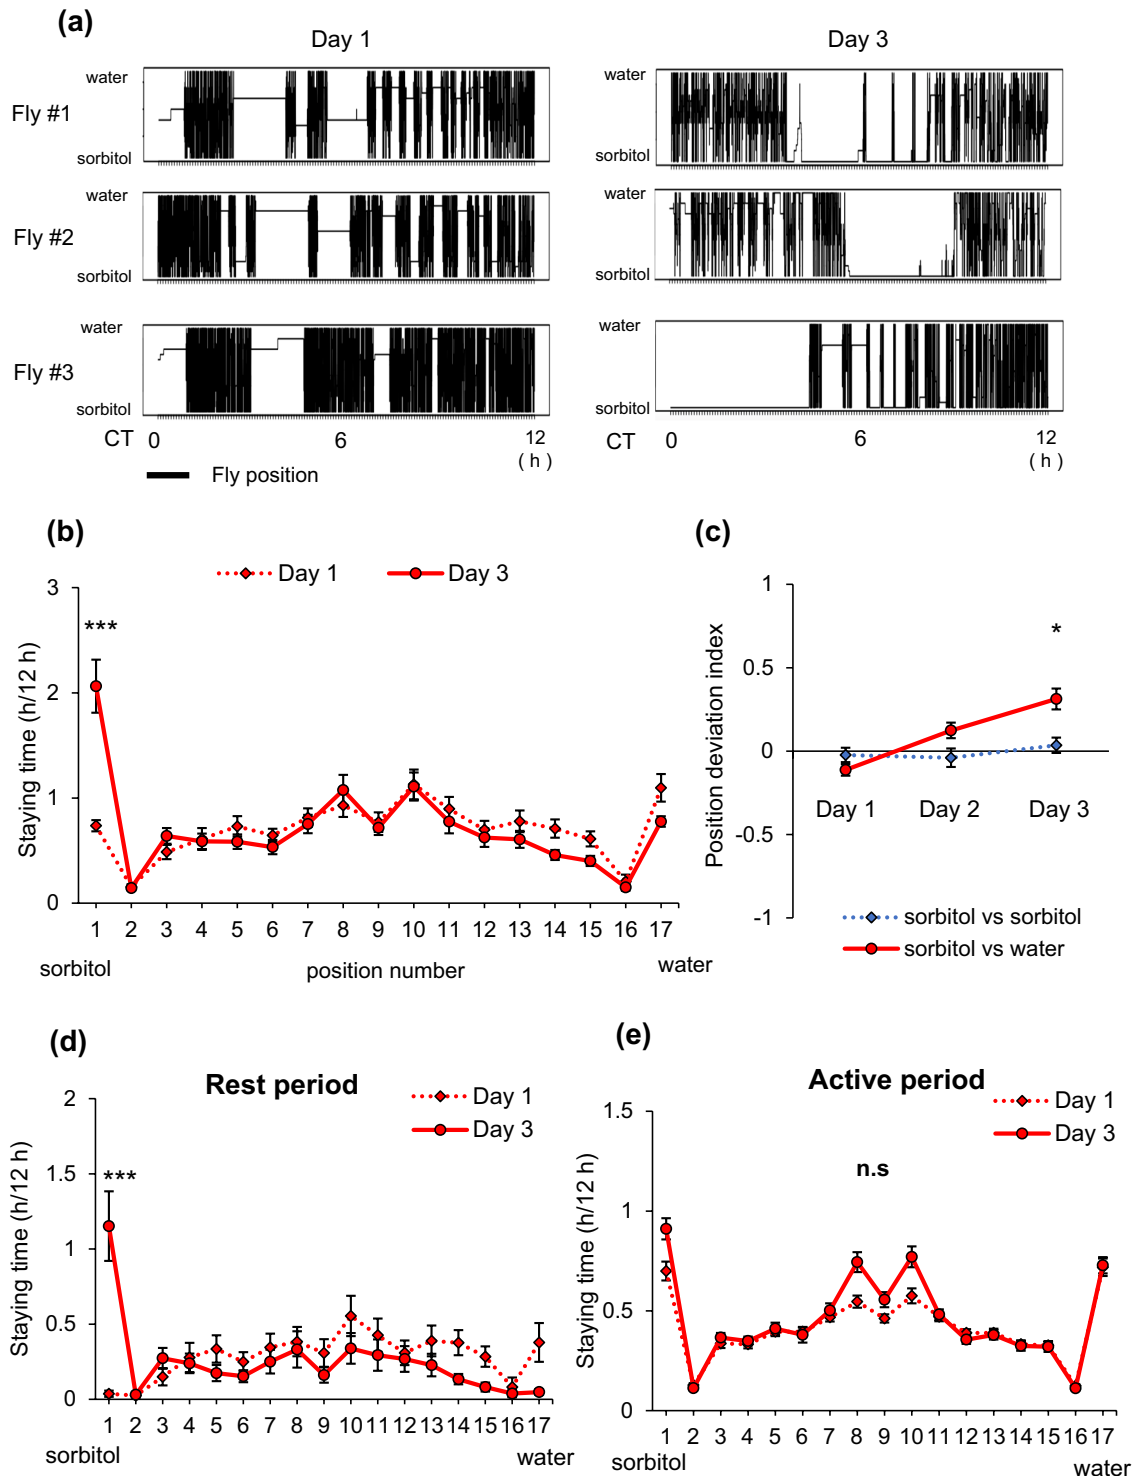 (a)
Day 1
Day 3
Fly #1
water
sorbitol
water
sorbitol
Fly #2
water
sorbitol
water
sorbitol
Fly #3
water
sorbitol
water
sorbitol
CT 0 6 12
( h )
CT 0 6 12
( h )
Fly position
(b)
Day 1 Day 3
Staying time (h/12 h)
3
2
1
0
***
1 2 3 4 5 6 7 8 9 10 11 12 13 14 15 16 17
sorbitol position number water
(c)
Position deviation index
1
0.5
0
-0.5
-1
*
Day 1 Day 2 Day 3
sorbitol vs sorbitol
sorbitol vs water
(d)
Rest period
Day 1
Day 3
Staying time (h/12 h)
2
1.5
1
0.5
0
***
1 2 3 4 5 6 7 8 9 10 11 12 13 14 15 16 17
sorbitol water
(e)
Active period
Day 1
Day 3
Staying time (h/12 h)
1.5
1
0.5
0
n.s
1 2 3 4 5 6 7 8 9 10 11 12 13 14 15 16 17
sorbitol water